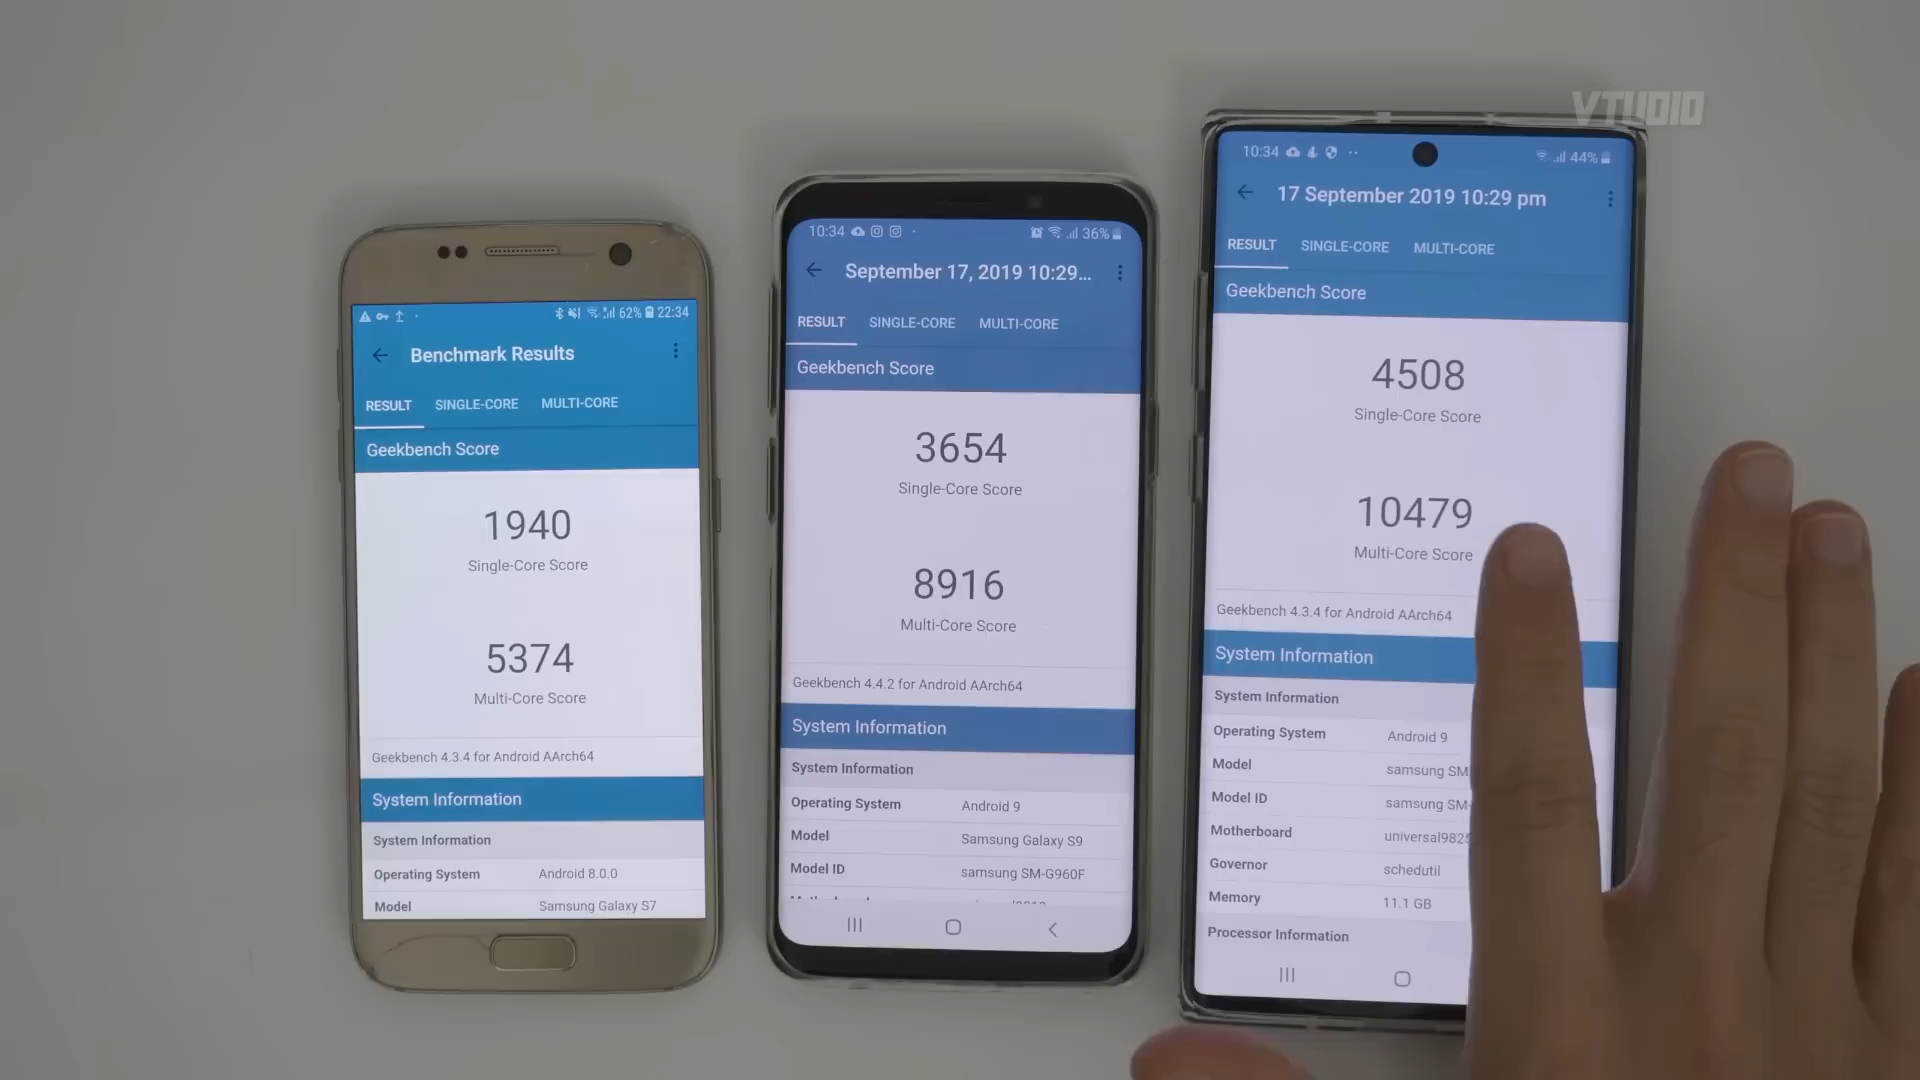 VTUDIO
62% 22:34
Benchmark Results
RESULT SINGLE-CORE MULTI-CORE
Geekbench Score
1940
Single-Core Score
5374
Multi-Core Score
Geekbench 4.3.4 for Android AArch64
System Information
System Information
Operating System Android 8.0.0
Model Samsung Galaxy S7
10:34 36%
September 17, 2019 10:29...
RESULT SINGLE-CORE MULTI-CORE
Geekbench Score
3654
Single-Core Score
8916
Multi-Core Score
Geekbench 4.4.2 for Android AArch64
System Information
System Information
Operating System Android 9
Model Samsung Galaxy S9
Model ID samsung SM-G960F
10:34 44%
17 September 2019 10:29 pm
RESULT SINGLE-CORE MULTI-CORE
Geekbench Score
4508
Single-Core Score
10479
Multi-Core Score
Geekbench 4.3.4 for Android AArch64
System Information
System Information
Operating System Android 9
Model samsung SM
Model ID samsung SM-
Motherboard universal982
Governor schedutil
Memory 11.1 GB
Processor Information